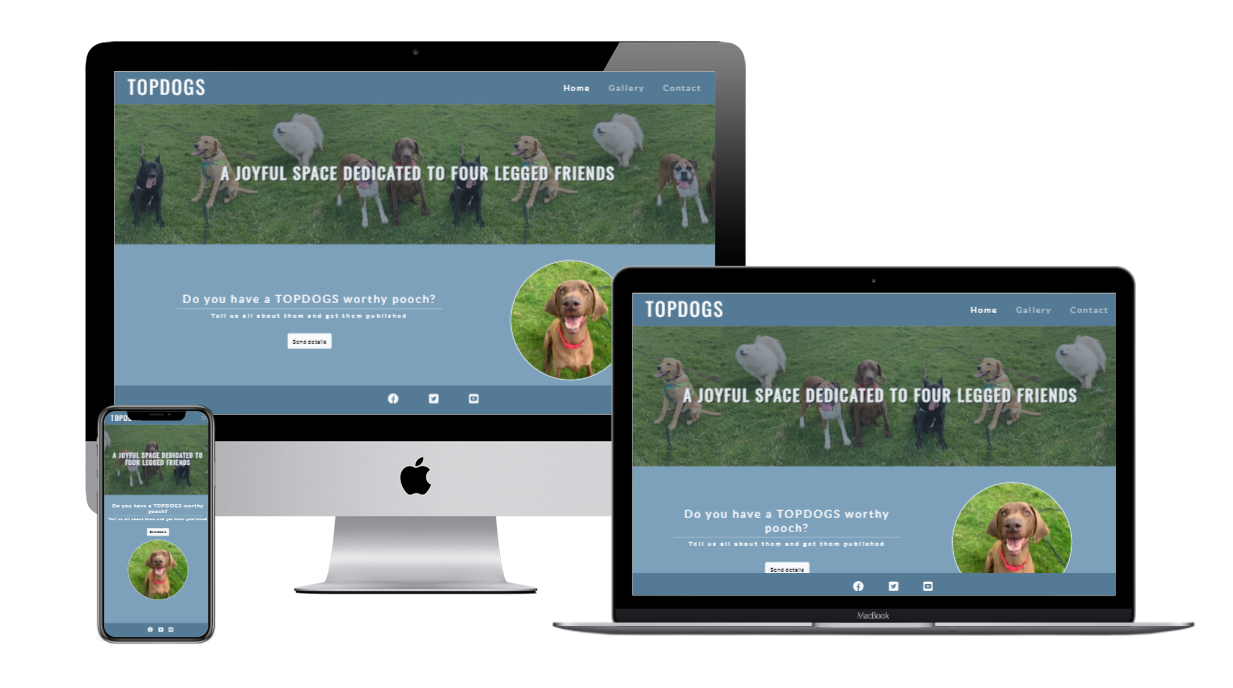 TOPDOGS
Home Gallery Contact
A JOYFUL SPACE DEDICATED TO FOUR LEGGED FRIENDS
Do you have a TOPDOGS worthy pooch?
Tell us all about them and get them published
Send details
TOPDOGS
Home Gallery Contact
A JOYFUL SPACE DEDICATED TO FOUR LEGGED FRIENDS
Do you have a TOPDOGS worthy
pooch?
Tell us all about them and get them published
Send details
MacBook
A JOYFUL SPACE DEDICATED TO
FOUR LEGGED FRIENDS
Do you have a TOPDOGS worthy
pooch?
Tell us all about them and get them published